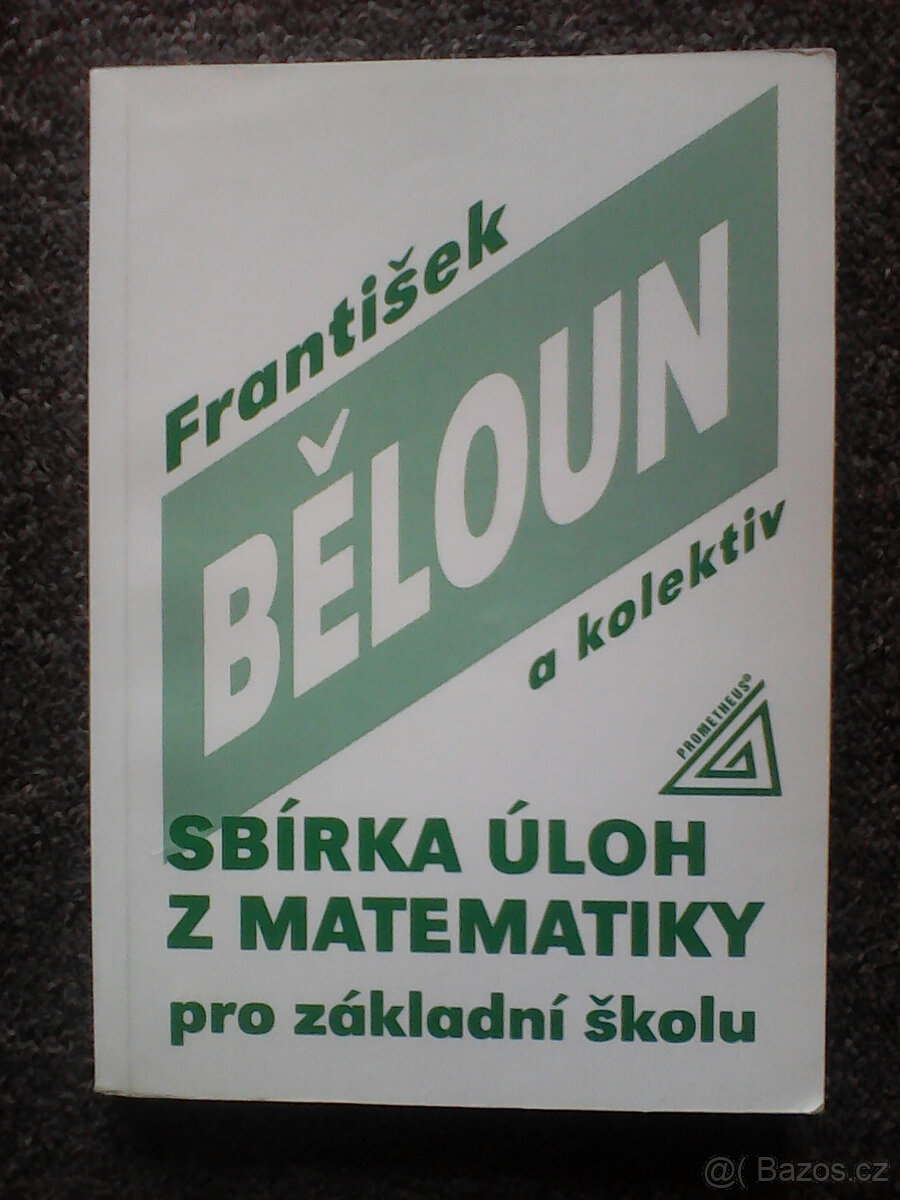 František
BĚLOUN
a kolektiv
PROMETHEUS®
SBÍRKA ÚLOH
Z MATEMATIKY
pro základní školu
@( Bazos.cz